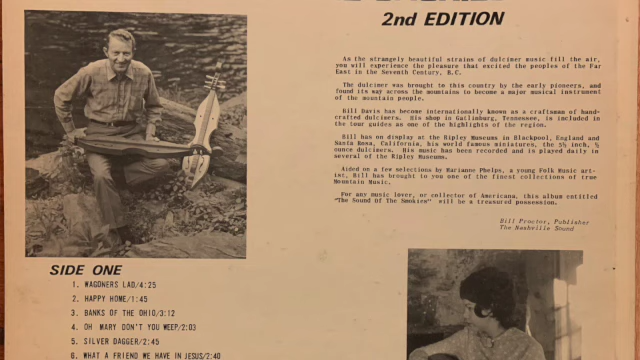 2nd EDITION
As the strangely beautiful strains of dulcimer music fill the air,
you will experience the pleasure that excited the peoples of the Far
East in the Seventh Century, B.C.
The dulcimer was brought to this country by the early pioneers, and
found its way across the mountains to become a major musical instrument
of the mountain people.
Bill Davis has become internationally known as a craftsman of hand-
crafted dulcimers. His shop in Gatlinburg, Tennessee, is included in
the tour guides as one of the highlights of the region.
Bill has on display at the Ripley Museums in Blackpool, England and
Santa Rosa, California, his world famous miniatures, the 5½ inch, ½
ounce dulcimers. His music has been recorded and is played daily in
several of the Ripley Museums.
Aided on a few selections by Marianne Phelps, a young Folk Music art-
ist, Bill has brought to you one of the finest collections of true
Mountain Music.
For any music lover, or collector of Americana, this album entitled
"The Sound Of The Smokies" will be a treasured possession.
Bill Proctor, Publisher
The Nashville Sound
SIDE ONE
1. WAGONERS LAD/4:25
2. HAPPY HOME/1:45
3. BANKS OF THE OHIO/3:12
4. OH MARY DON'T YOU WEEP/2:03
5. SILVER DAGGER/2:45
6. WHAT A FRIEND WE HAVE IN JESUS/2:40